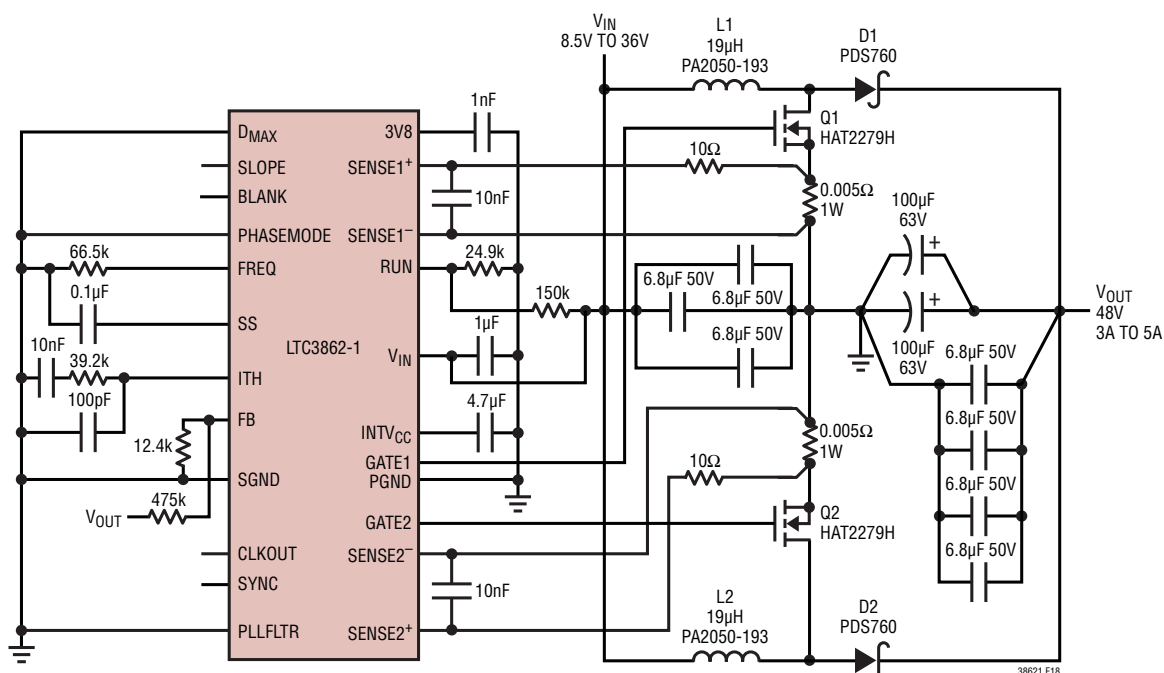 VIN
8.5V TO 36V
L1
19μH
PA2050-193
D1
PDS760
1nF
DMAX
3V8
Q1
HAT2279H
SLOPE
SENSE1+
10Ω
BLANK
10nF
0.005Ω
1W
100μF
63V
+
PHASEMODE
SENSE1–
66.5k
FREQ
RUN
24.9k
6.8μF 50V
6.8μF 50V
0.1μF
150k
+
VOUT
48V
3A TO 5A
SS
1μF
6.8μF 50V
100μF
63V
10nF
39.2k
LTC3862-1
VIN
ITH
6.8μF 50V
100pF
4.7μF
FB
INTVCC
0.005Ω
1W
6.8μF 50V
12.4k
GATE1
10Ω
SGND
PGND
6.8μF 50V
475k
VOUT
GATE2
Q2
HAT2279H
6.8μF 50V
CLKOUT
SENSE2–
SYNC
10nF
L2
19μH
PA2050-193
D2
PDS760
PLLFLTR
SENSE2+
38621 F18